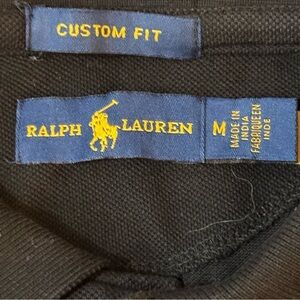 CUSTOM FIT
RALPH LAUREN
M
MADE IN
INDIA
FABRIQUE EN
INDE